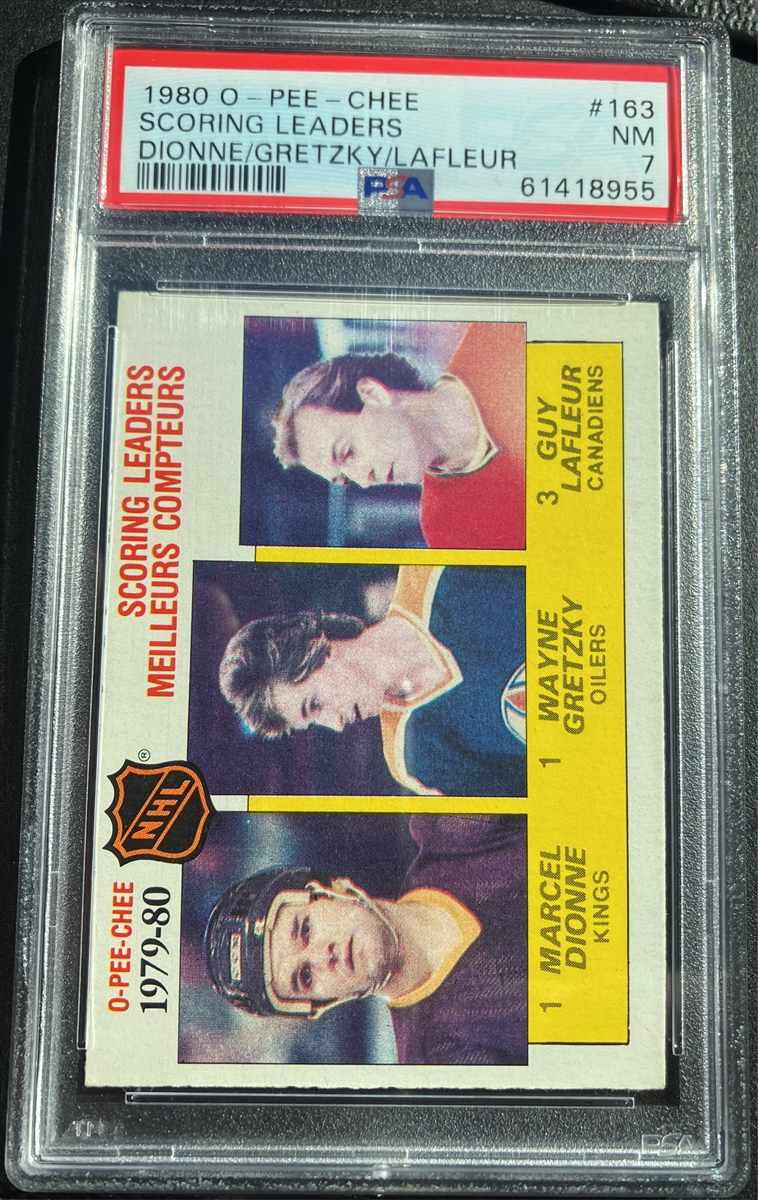 1980 O-PEE-CHEE #163
SCORING LEADERS NM
DIONNE/GRETZKY/LAFLEUR 7
PSA 61418955
O-PEE-CHEE
1979-80
NHL ®
SCORING LEADERS
MEILLEURS COMPTEURS
1 MARCEL
DIONNE
KINGS
1 WAYNE
GRETZKY
OILERS
3 GUY
LAFLEUR
CANADIENS
PSA